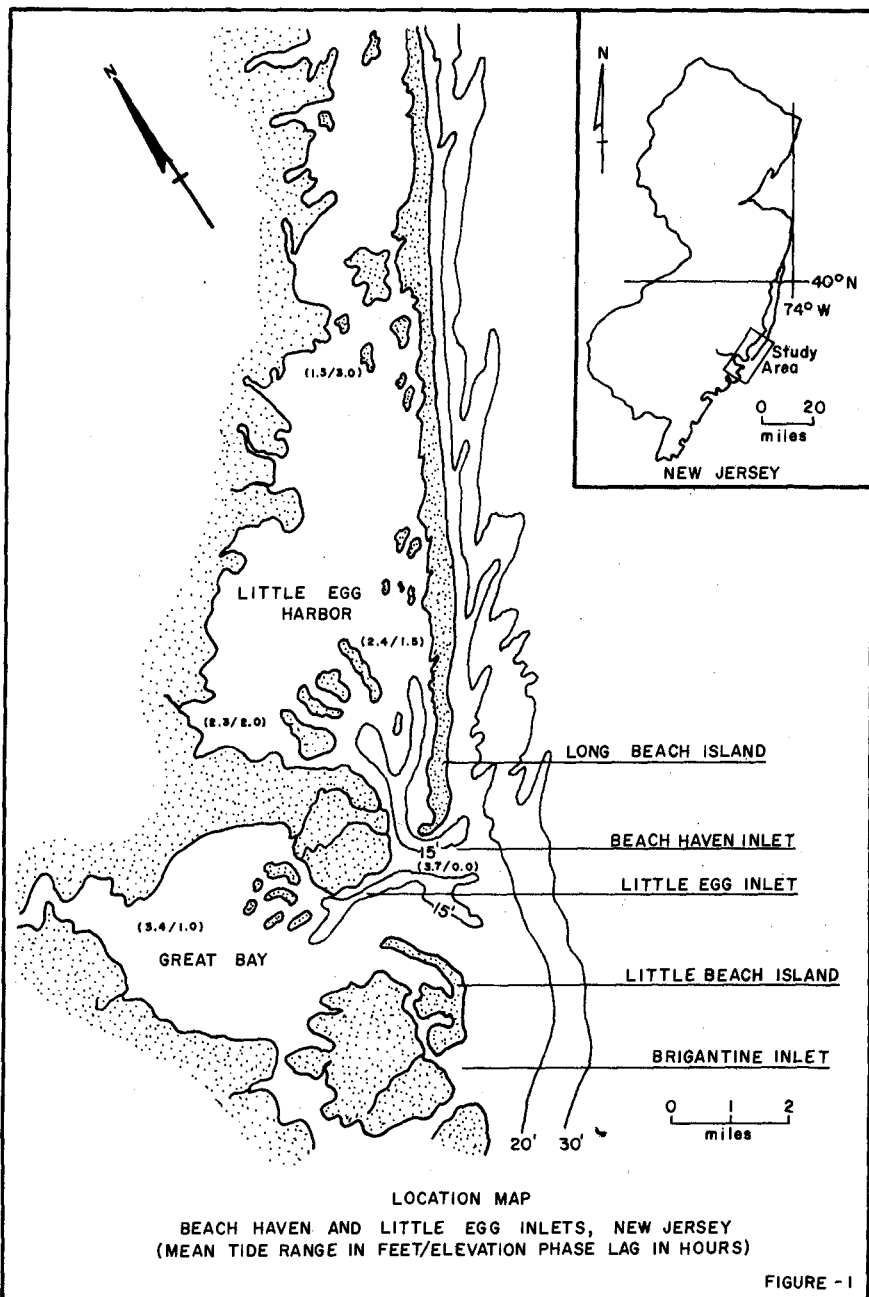 N
N
40°N
74°W
Study
Area
0 20
miles
NEW JERSEY
(1.5/3.0)
LITTLE EGG
HARBOR
(2.4/1.5)
(2.3/2.0)
LONG BEACH ISLAND
15'
BEACH HAVEN INLET
(3.7/0.0)
LITTLE EGG INLET
15'
(3.4/1.0)
GREAT BAY
LITTLE BEACH ISLAND
BRIGANTINE INLET
0 1 2
miles
20' 30'
LOCATION MAP
BEACH HAVEN AND LITTLE EGG INLETS, NEW JERSEY
(MEAN TIDE RANGE IN FEET/ELEVATION PHASE LAG IN HOURS)
FIGURE - 1